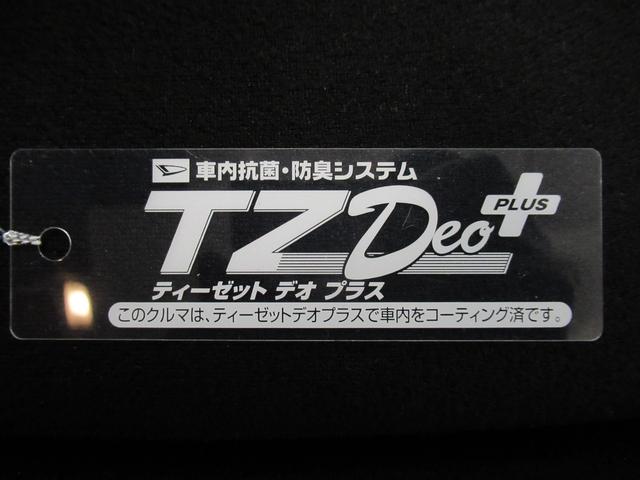 車内抗菌・防臭システム
TZ Deo PLUS
ティーゼット デオ プラス
このクルマは、ティーゼットデオプラスで車内をコーティング済です。